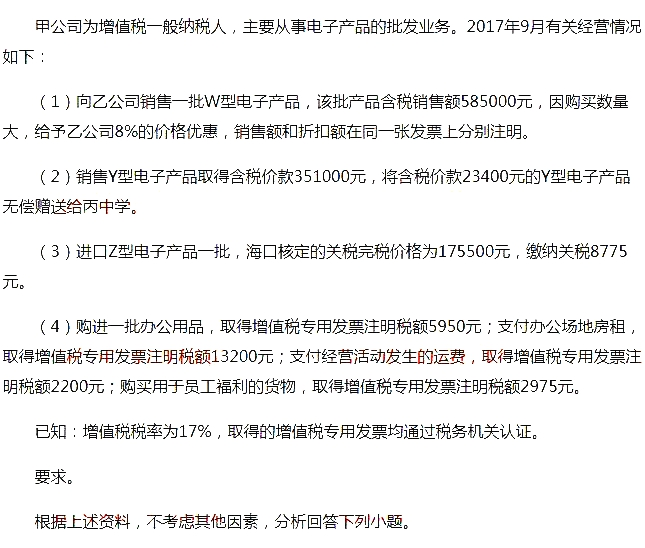 甲公司为增值税一般纳税人，主要从事电子产品的批发业务。2017年9月有关经营情况
如下：
（1）向乙公司销售一批W型电子产品，该批产品含税销售额585000元，因购买数量
大，给予乙公司8%的价格优惠，销售额和折扣额在同一张发票上分别注明。
（2）销售Y型电子产品取得含税价款351000元，将含税价款23400元的Y型电子产品
无偿赠送给丙中学。
（3）进口Z型电子产品一批，海口核定的关税完税价格为175500元，缴纳关税8775
元。
（4）购进一批办公用品，取得增值税专用发票注明税额5950元；支付办公场地房租，
取得增值税专用发票注明税额13200元；支付经营活动发生的运费，取得增值税专用发票注
明税额2200元；购买用于员工福利的货物，取得增值税专用发票注明税额2975元。
已知：增值税税率为17%，取得的增值税专用发票均通过税务机关认证。
要求。
根据上述资料，不考虑其他因素，分析回答下列小题。